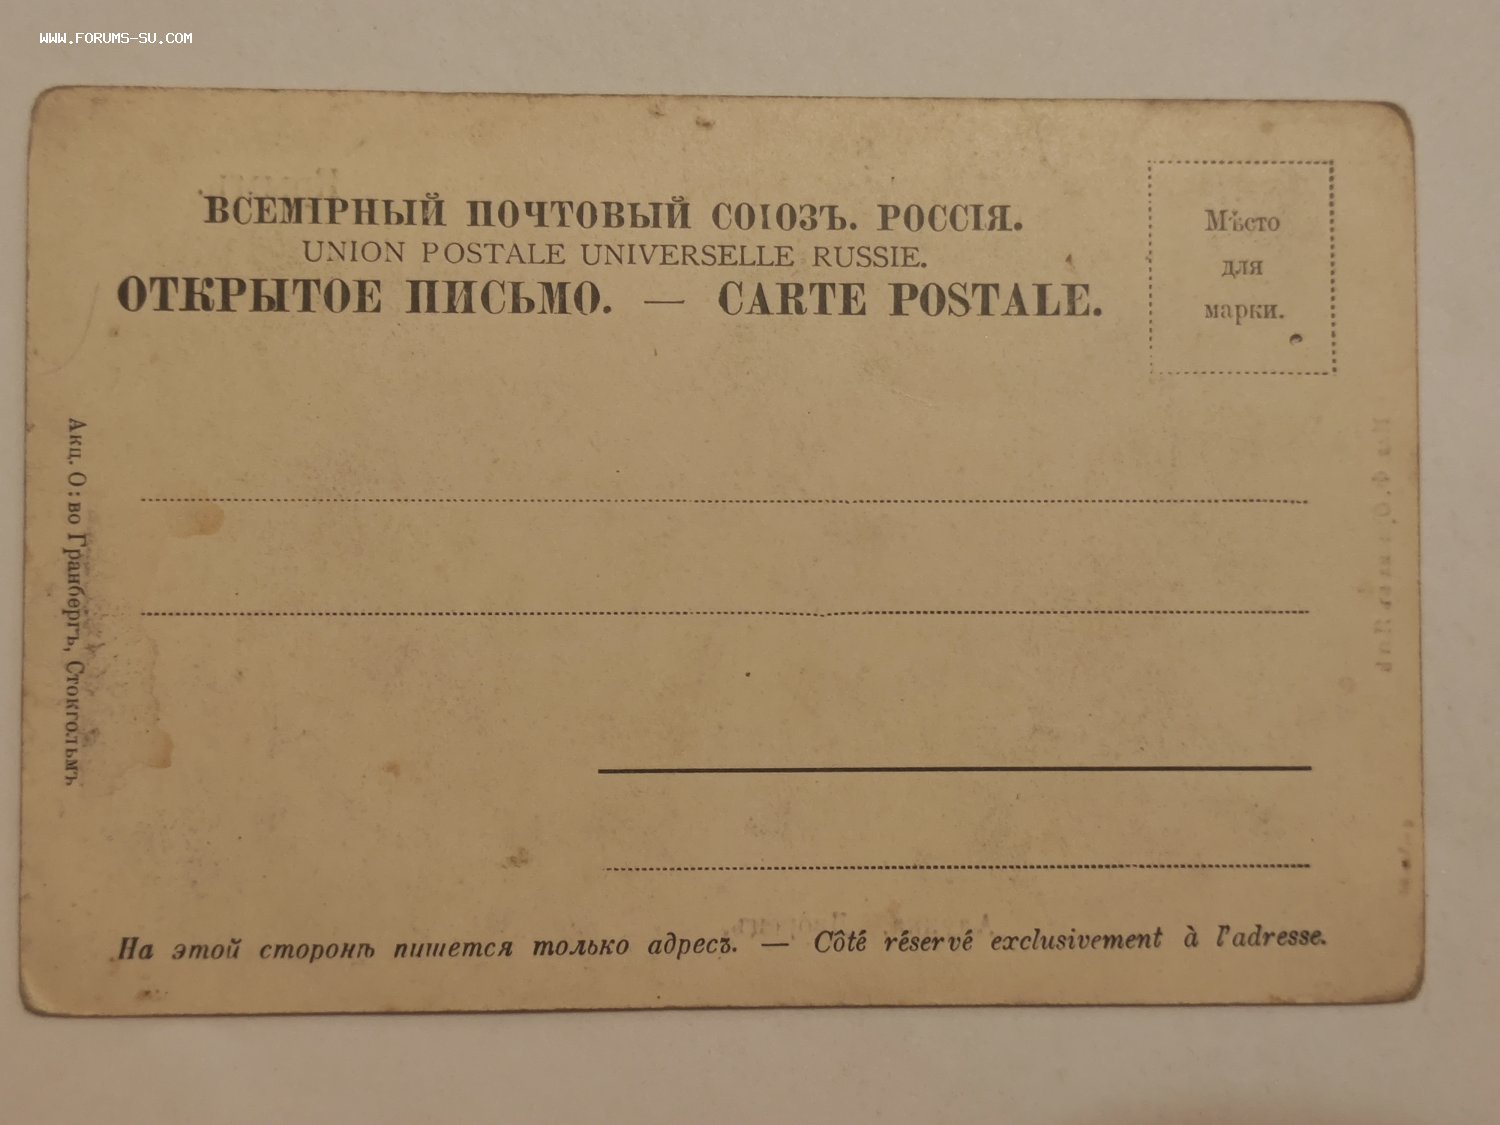 WWW.FORUMS-SU.COM
ВСЕМІРНЫЙ ПОЧТОВЫЙ СОЮЗЪ. РОССІЯ.
UNION POSTALE UNIVERSELLE RUSSIE.
ОТКРЫТОЕ ПИСЬМО. — CARTE POSTALE.
Мѣсто
для
марки.
Акц. О: во Гранбергъ, Стокгольмъ
На этой сторонѣ пишется только адресъ. — Côté réservé exclusivement à l'adresse.